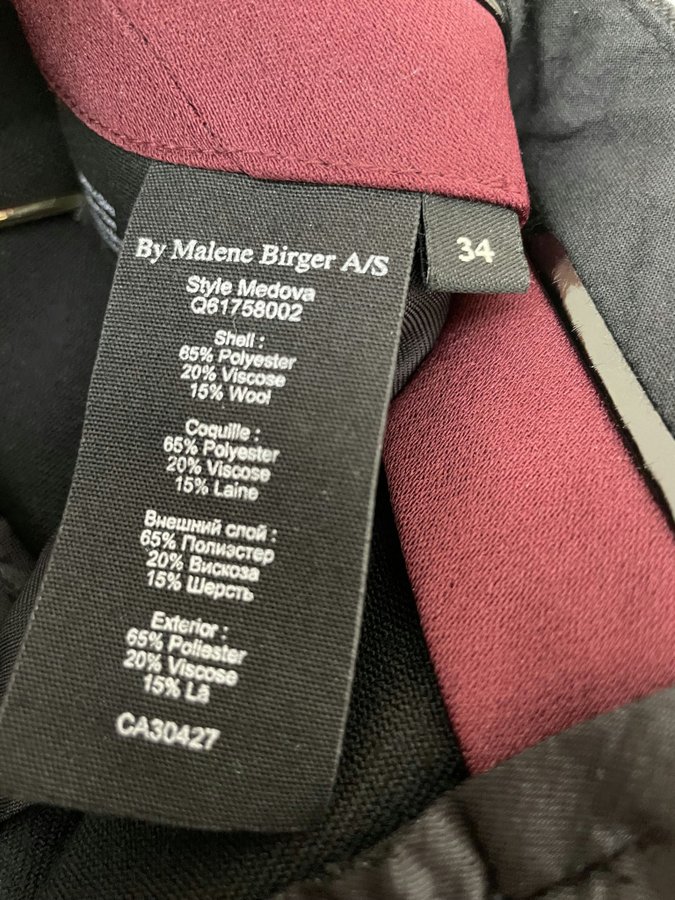 By Malene Birger A/S
34
Style Medova
Q61758002
Shell :
65% Polyester
20% Viscose
15% Wool
Coquille :
65% Polyester
20% Viscose
15% Laine
Внешний слой :
65% Полиэстер
20% Вискоза
15% Шерсть
Exterior :
65% Poliester
20% Viscose
15% Lã
CA30427